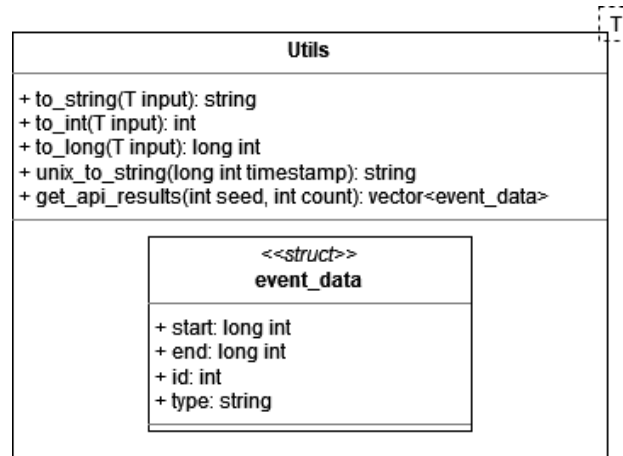 T
Utils
+ to_string(T input): string
+ to_int(T input): int
+ to_long(T input): long int
+ unix_to_string(long int timestamp): string
+ get_api_results(int seed, int count): vector<event_data>
<<struct>>
event_data
+ start: long int
+ end: long int
+ id: int
+ type: string